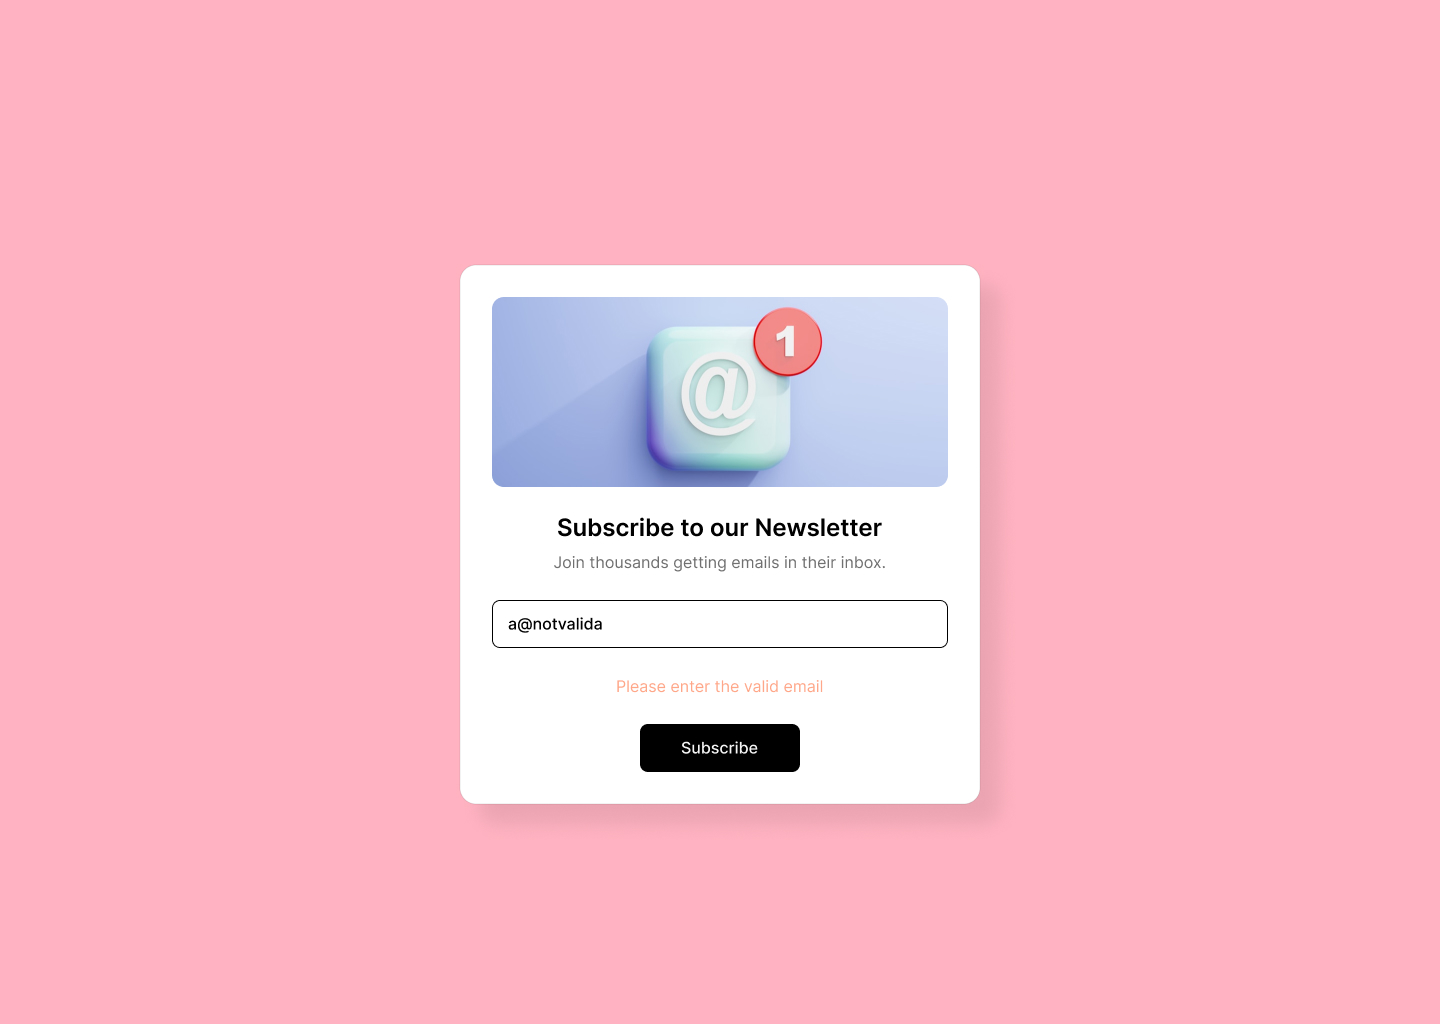 @
1
Subscribe to our Newsletter
Join thousands getting emails in their inbox.
a@notvalida
Please enter the valid email
Subscribe